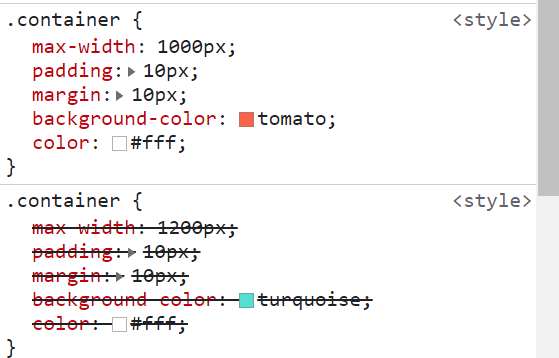 .container { <style>
max-width: 1000px;
padding: 10px;
margin: 10px;
background-color: tomato;
color: #fff;
}
.container { <style>
max-width: 1200px;
padding: 10px;
margin: 10px;
background-color: turquoise;
color: #fff;
}